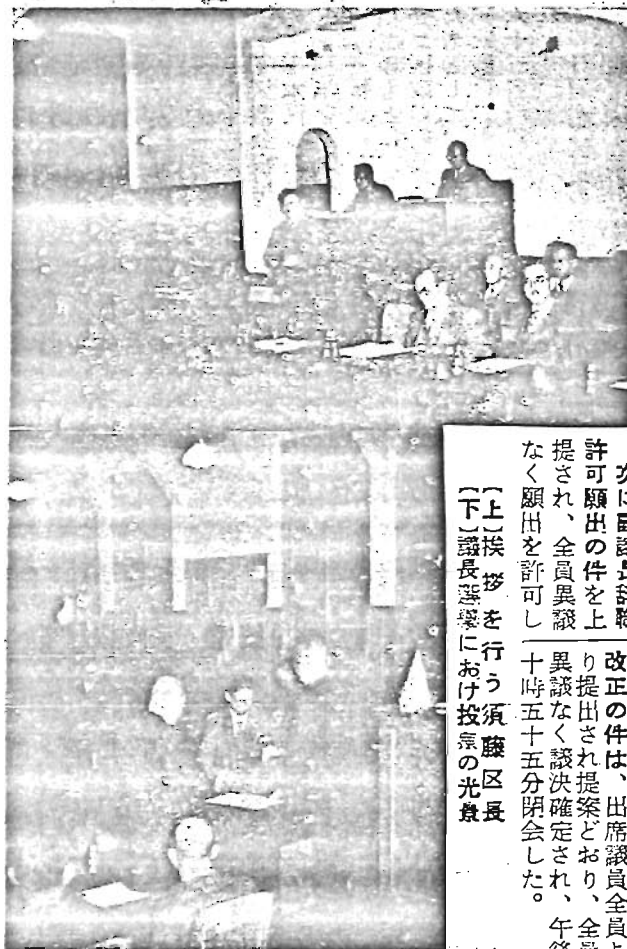 次に副議長辞職
許可願出の件を上
提され、全員異議
なく願出を許可し
改正の件は、出席議員全員よ
り提出され提案どおり、全員
異議なく議決確定され、午後
十時五十五分閉会した。
【上】挨拶を行う須藤区長
【下】議長選挙におけ投票の光景